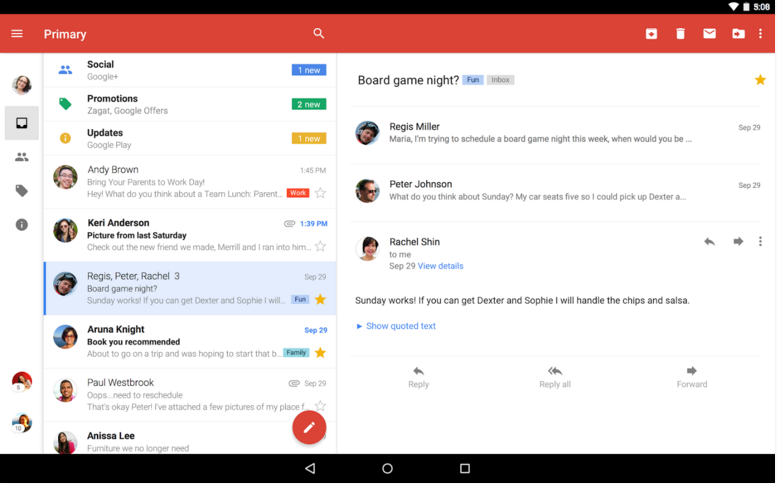 5:08
Primary
Social
Google+
1 new
Promotions
Zagat, Google Offers
2 new
Updates
Google Play
1 new
Andy Brown
1:45 PM
Bring Your Parents to Work Day!
Hey! What do you think about a Team Lunch: Parent...
Work
Keri Anderson
1:39 PM
Picture from last Saturday
Check out the new friend we made, Merrill and I ran into him...
Regis, Peter, Rachel 3
Sep 29
Board game night?
Sunday works! If you can get Dexter and Sophie I will...
Fun
Aruna Knight
Sep 29
Book you recommended
About to go on a trip and was hoping to start that b...
Family
Paul Westbrook
Sep 29
Oops...need to reschedule
That's okay Peter! I've attached a few pictures of my place f...
Anissa Lee
Furniture we no longer need
5
10
Board game night? Fun Inbox
Regis Miller
Sep 29
Maria, I'm trying to schedule a board game night this week, when would you be ...
Peter Johnson
Sep 29
What do you think about Sunday? My car seats five so I could pick up Dexter a...
Rachel Shin
to me
Sep 29 View details
Sunday works! If you can get Dexter and Sophie I will handle the chips and salsa.
► Show quoted text
Reply
Reply all
Forward